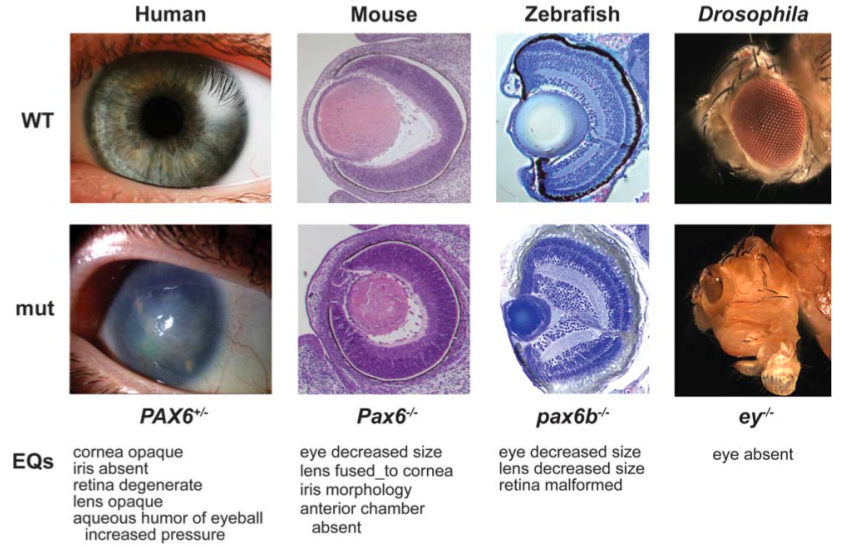 Human Mouse Zebrafish Drosophila
WT
mut
PAX6+/- Pax6-/- pax6b-/- ey-/-
EQs
cornea opaque
iris absent
retina degenerate
lens opaque
aqueous humor of eyeball
increased pressure
eye decreased size
lens fused_to cornea
iris morphology
anterior chamber
absent
eye decreased size
lens decreased size
retina malformed
eye absent